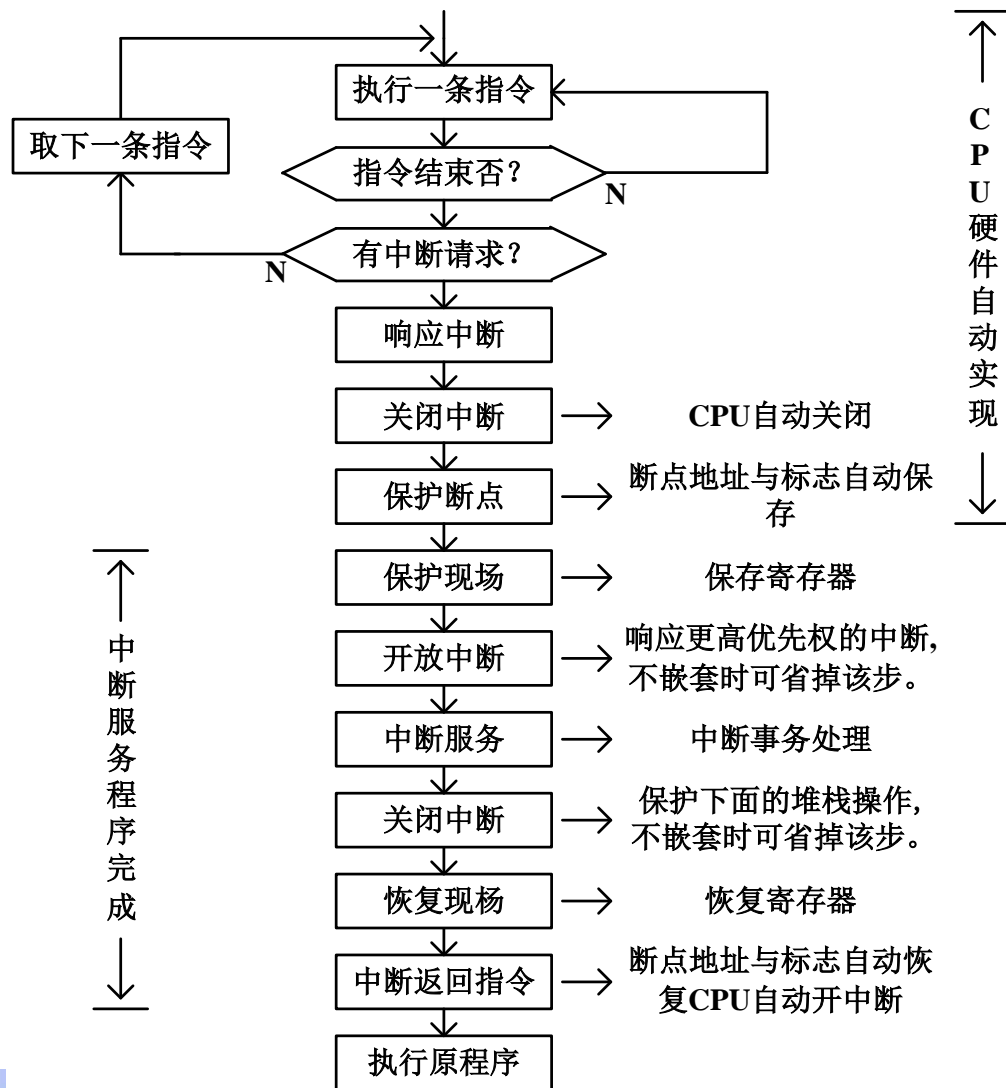 执行一条指令
取下一条指令
指令结束否?
N
有中断请求?
N
响应中断
关闭中断
CPU自动关闭
保护断点
断点地址与标志自动保
存
CPU硬件自动实现
保护现场
保存寄存器
开放中断
响应更高优先权的中断,
不嵌套时可省掉该步。
中断服务
中断事务处理
关闭中断
保护下面的堆栈操作,
不嵌套时可省掉该步。
恢复现杨
恢复寄存器
中断返回指令
断点地址与标志自动恢
复CPU自动开中断
中断服务程序完成
执行原程序